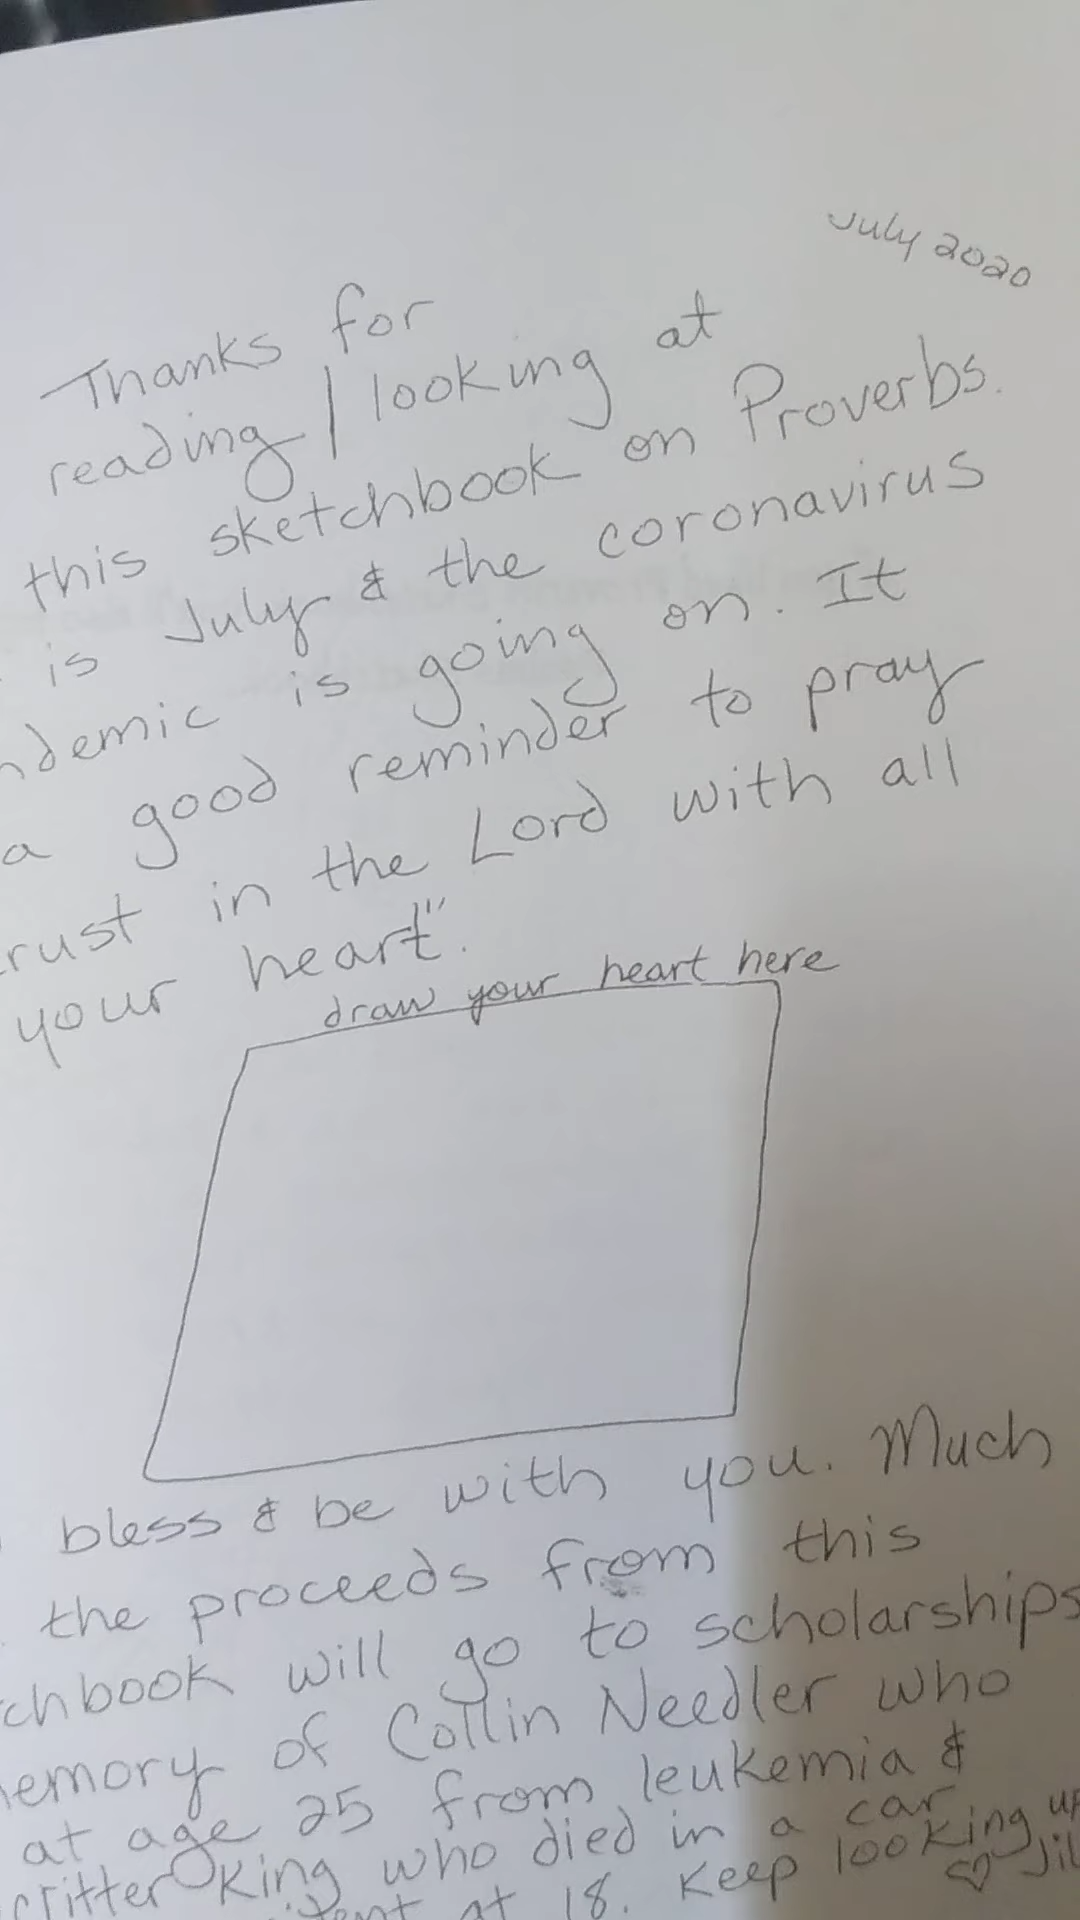 July 2020
Thanks for
reading / looking at
this sketchbook on Proverbs.
is July & the coronavirus
ndemic is going on. It
a good reminder to pray
rust in the Lord with all
your heart".
draw your heart here
bless & be with you. Much
the proceeds from this
chbook will go to scholarships
emory of Collin Needler who
at age 25 from leukemia &
critter King who died in a car
at 18. Keep looking up
♡ Jil